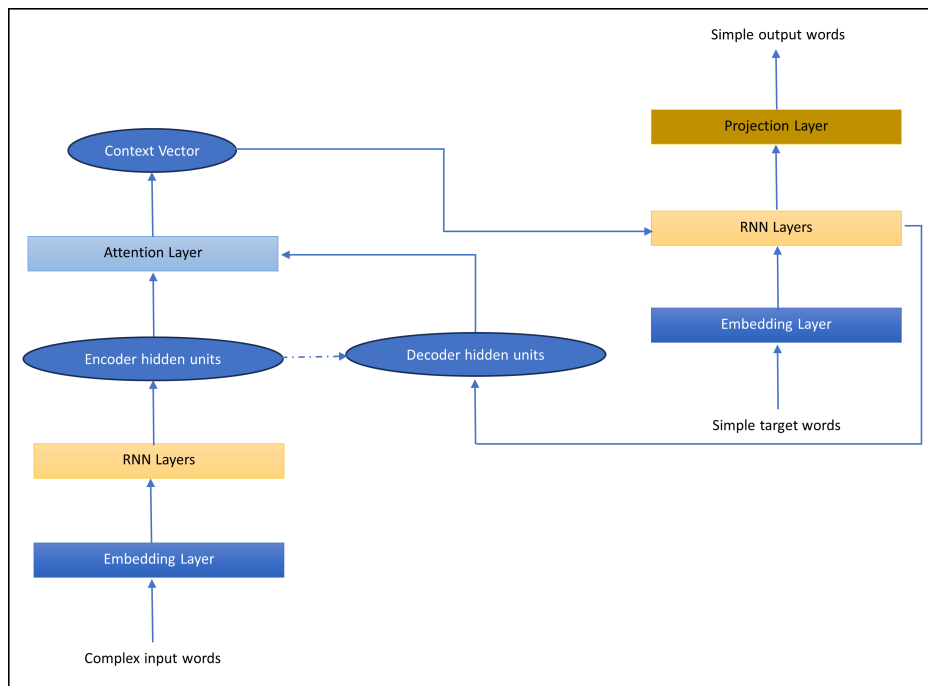 Simple output words
Projection Layer
Context Vector
RNN Layers
Attention Layer
Embedding Layer
Encoder hidden units
Decoder hidden units
Simple target words
RNN Layers
Embedding Layer
Complex input words